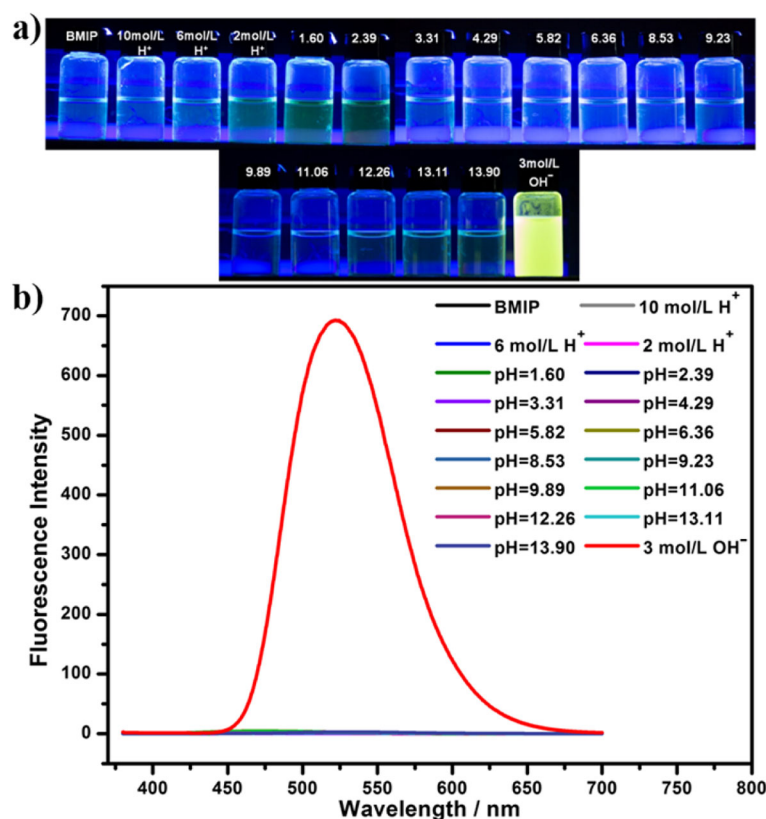 a)
BMIP 10mol/L H⁺ 6mol/L H⁺ 2mol/L H⁺ 1.60 2.39 3.31 4.29 5.82 6.36 8.53 9.23
9.89 11.06 12.26 13.11 13.90 3mol/L OH⁻
b)
Fluorescence Intensity
700
600
500
400
300
200
100
0
BMIP 10 mol/L H⁺
6 mol/L H⁺ 2 mol/L H⁺
pH=1.60 pH=2.39
pH=3.31 pH=4.29
pH=5.82 pH=6.36
pH=8.53 pH=9.23
pH=9.89 pH=11.06
pH=12.26 pH=13.11
pH=13.90 3 mol/L OH⁻
400 450 500 550 600 650 700 750 800
Wavelength / nm